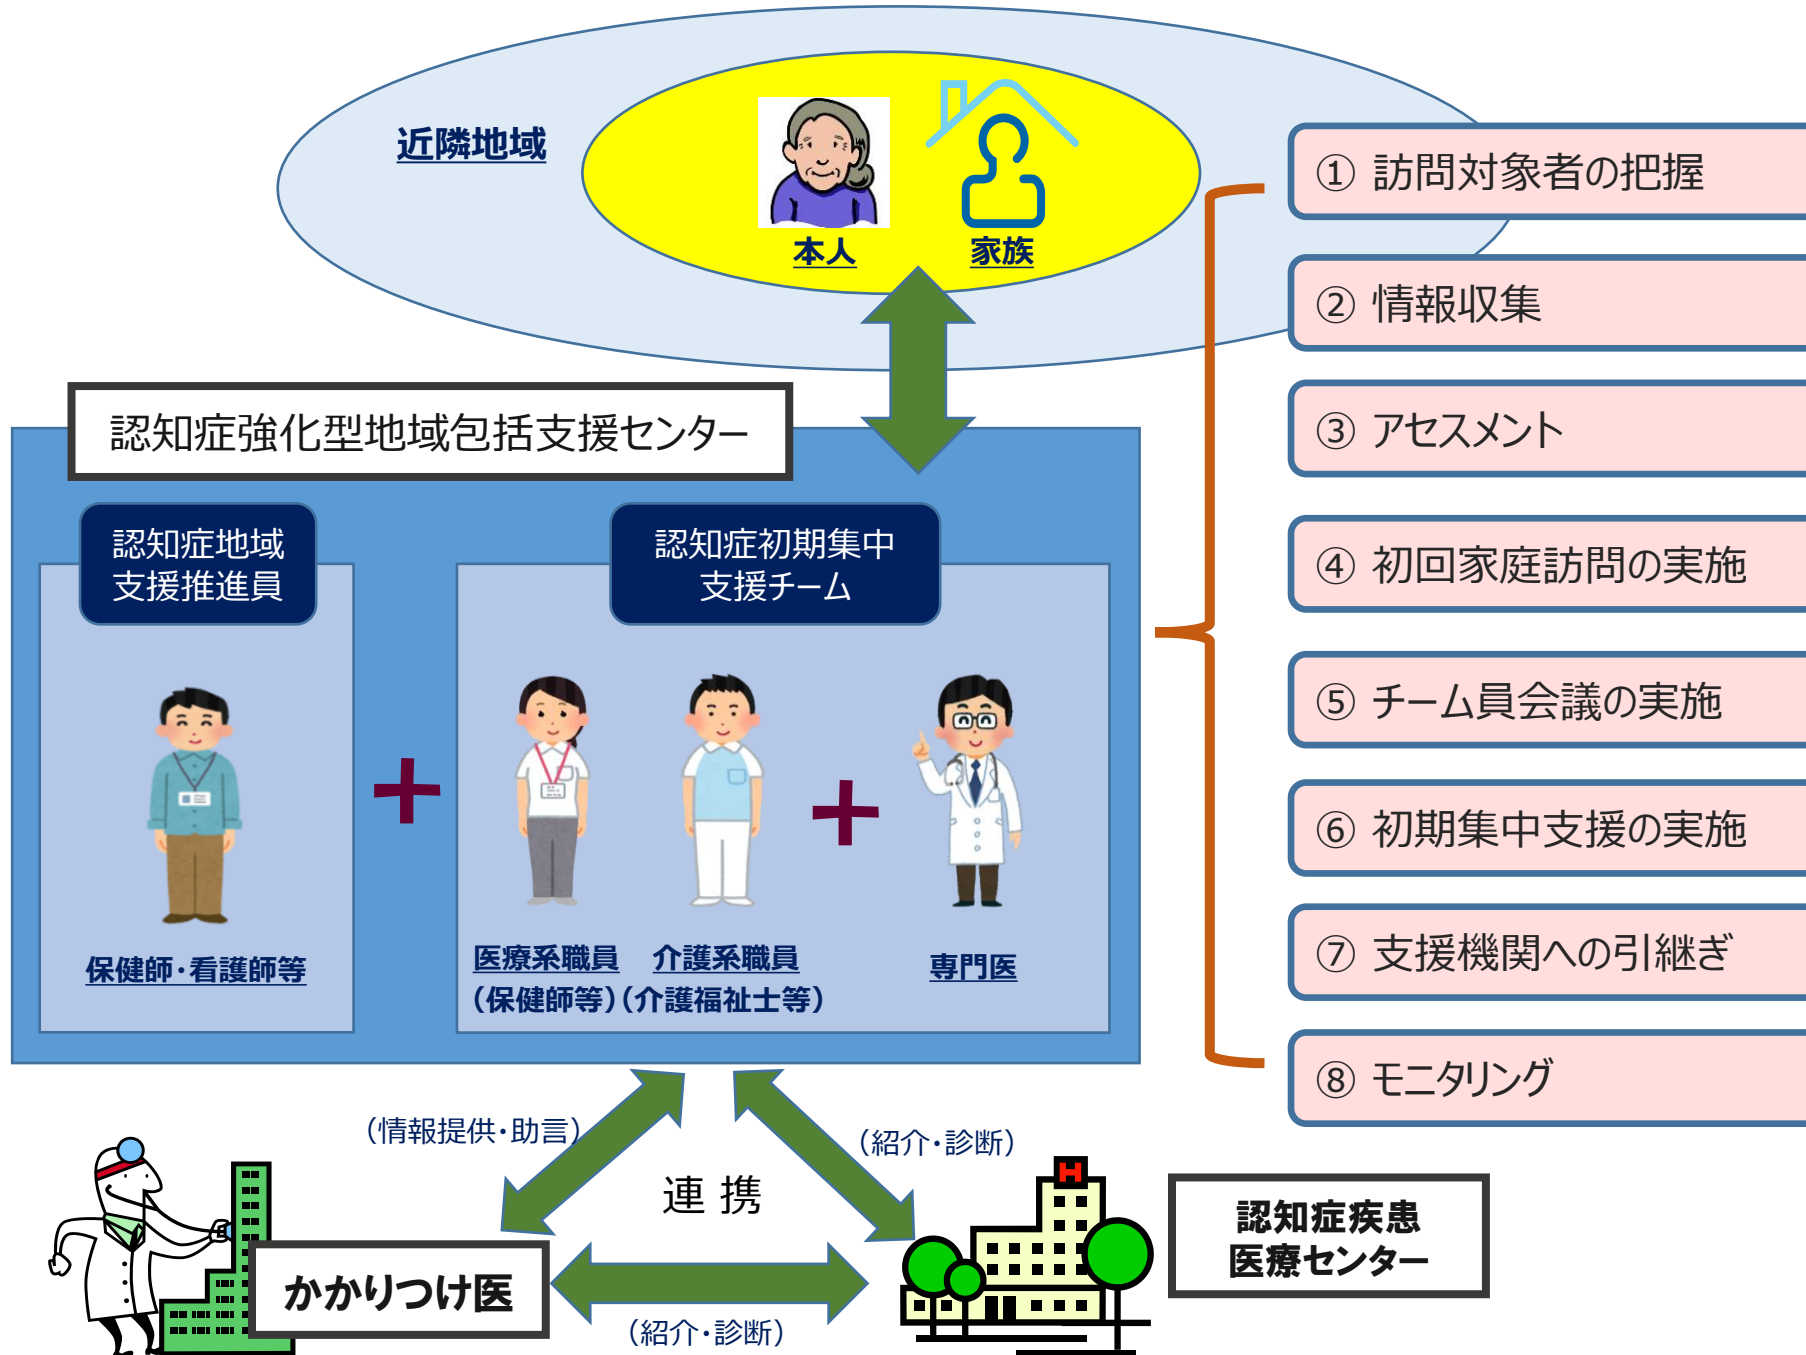 近隣地域
本人
家族
認知症強化型地域包括支援センター
認知症地域
支援推進員
保健師・看護師等
認知症初期集中
支援チーム
医療系職員
（保健師等）
介護系職員
（介護福祉士等）
専門医
① 訪問対象者の把握
② 情報収集
③ アセスメント
④ 初回家庭訪問の実施
⑤ チーム員会議の実施
⑥ 初期集中支援の実施
⑦ 支援機関への引継ぎ
⑧ モニタリング
（情報提供・助言）
（紹介・診断）
連 携
かかりつけ医
（紹介・診断）
H
認知症疾患
医療センター